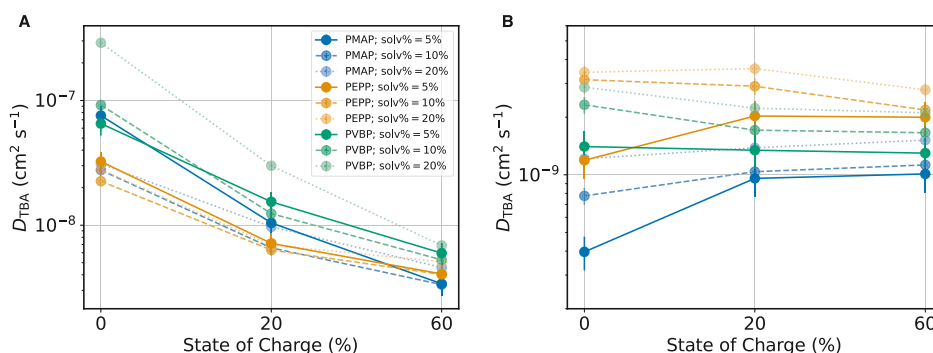 A
PMAP; solv% = 5%
PMAP; solv% = 10%
PMAP; solv% = 20%
PEPP; solv% = 5%
PEPP; solv% = 10%
PEPP; solv% = 20%
PVBP; solv% = 5%
PVBP; solv% = 10%
PVBP; solv% = 20%
10⁻⁷
10⁻⁸
D_TBA (cm² s⁻¹)
0 20 60
State of Charge (%)
B
10⁻⁹
D_TBA (cm² s⁻¹)
0 20 60
State of Charge (%)